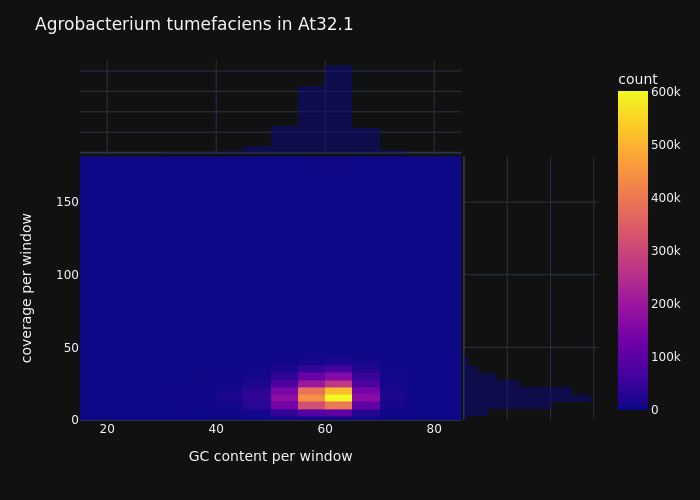 Agrobacterium tumefaciens in At32.1
count
600k
500k
400k
300k
200k
100k
0
coverage per window
150
100
50
0
20 40 60 80
GC content per window